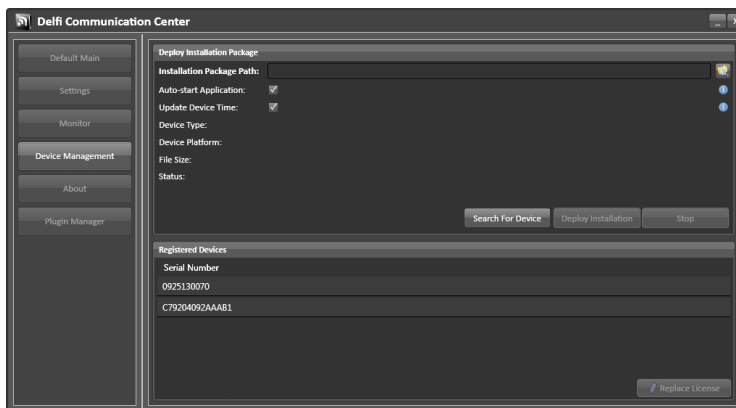 Delfi Communication Center
Default Main
Settings
Monitor
Device Management
About
Plugin Manager
Deploy Installation Package
Installation Package Path:
Auto-start Application:
Update Device Time:
Device Type:
Device Platform:
File Size:
Status:
Search For Device
Deploy Installation
Stop
Registered Devices
Serial Number
0925130070
C79204092AAAB1
Replace License